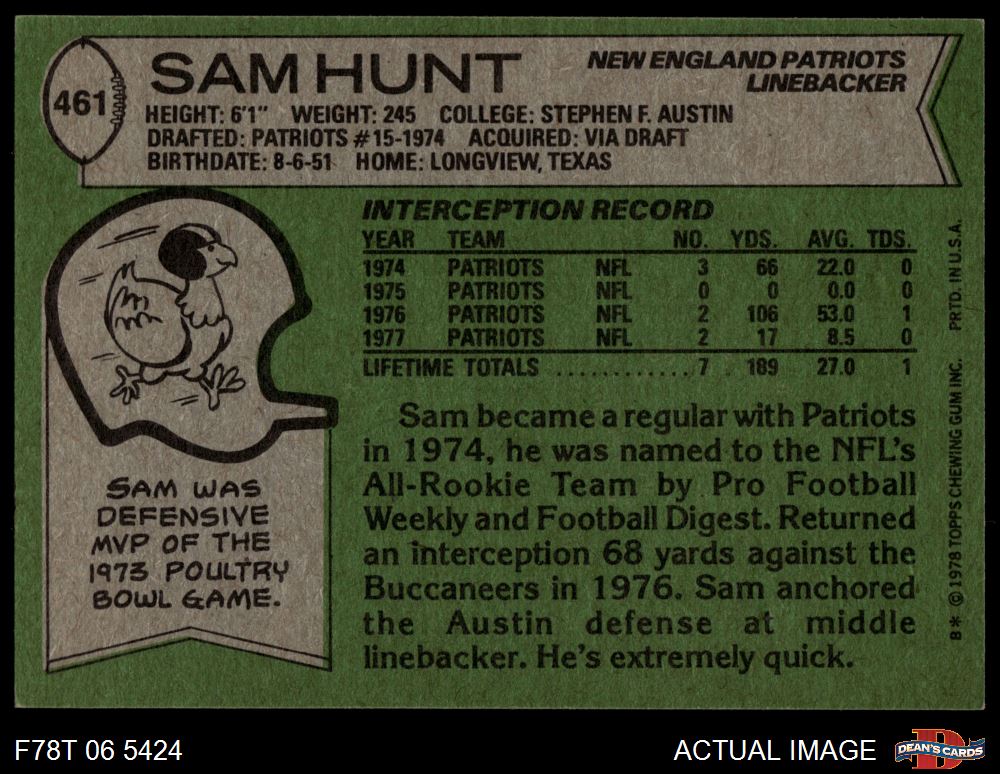 461
SAM HUNT
NEW ENGLAND PATRIOTS
LINEBACKER
HEIGHT: 6'1" WEIGHT: 245 COLLEGE: STEPHEN F. AUSTIN
DRAFTED: PATRIOTS #15-1974 ACQUIRED: VIA DRAFT
BIRTHDATE: 8-6-51 HOME: LONGVIEW, TEXAS
INTERCEPTION RECORD
YEAR TEAM NO. YDS. AVG. TDS.
1974 PATRIOTS NFL 3 66 22.0 0
1975 PATRIOTS NFL 0 0 0.0 0
1976 PATRIOTS NFL 2 106 53.0 1
1977 PATRIOTS NFL 2 17 8.5 0
LIFETIME TOTALS ............ 7 189 27.0 1
Sam became a regular with Patriots
in 1974, he was named to the NFL's
All-Rookie Team by Pro Football
Weekly and Football Digest. Returned
an interception 68 yards against the
Buccaneers in 1976. Sam anchored
the Austin defense at middle
linebacker. He's extremely quick.
SAM WAS
DEFENSIVE
MVP OF THE
1973 POULTRY
BOWL GAME.
B* © 1978 TOPPS CHEWING GUM INC. PRTD. IN U.S.A.
F78T 06 5424
ACTUAL IMAGE
D
DEAN'S CARDS